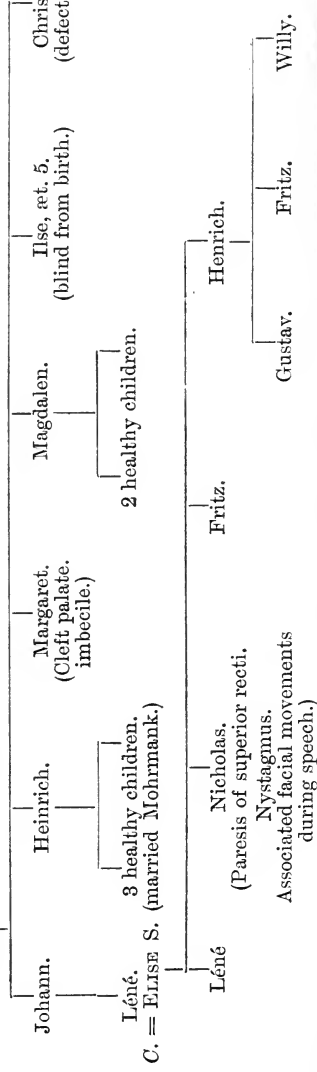 Johann. Heinrich. Margaret. Magdalen. Ilse, æt. 5. Chris
(Cleft palate. (blind from birth.) (defect
imbecile.)
Léné. 3 healthy children. 2 healthy children.
C. = ELISE S. (married Mohrmank.)
Léné Nicholas. Fritz. Henrich.
(Paresis of superior recti.
Nystagmus.
Associated facial movements
during speech.)
Gustav. Fritz. Willy.